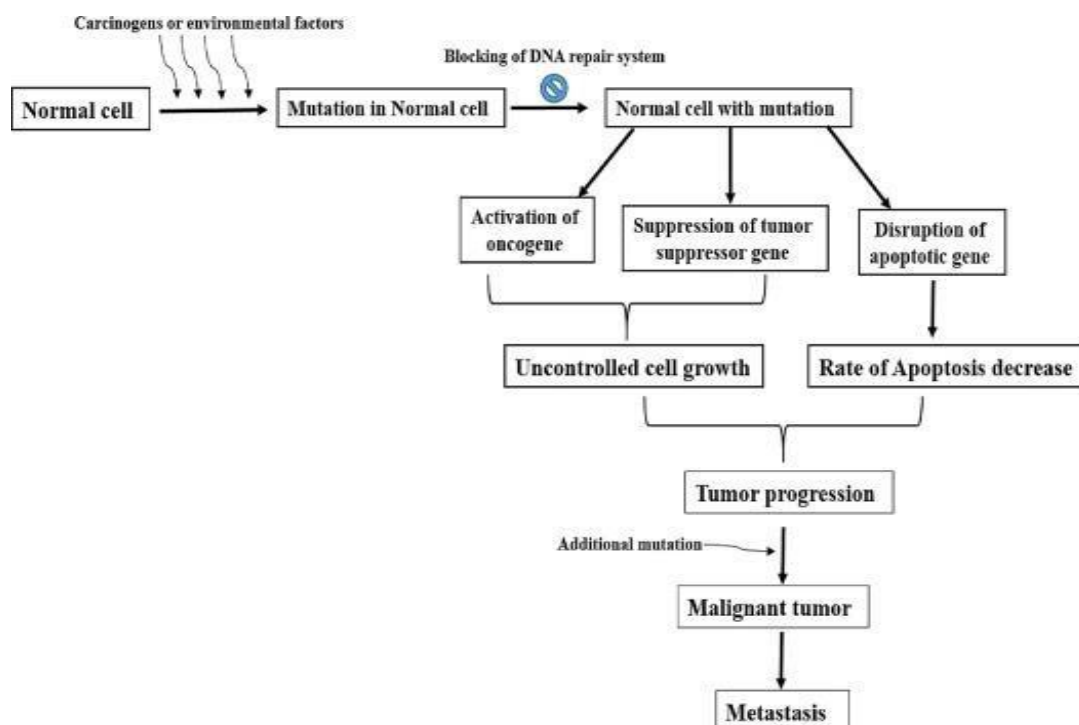 Carcinogens or environmental factors
Blocking of DNA repair system
Normal cell
Mutation in Normal cell
Normal cell with mutation
Activation of
oncogene
Suppression of tumor
suppressor gene
Disruption of
apoptotic gene
Uncontrolled cell growth
Rate of Apoptosis decrease
Tumor progression
Additional mutation
Malignant tumor
Metastasis